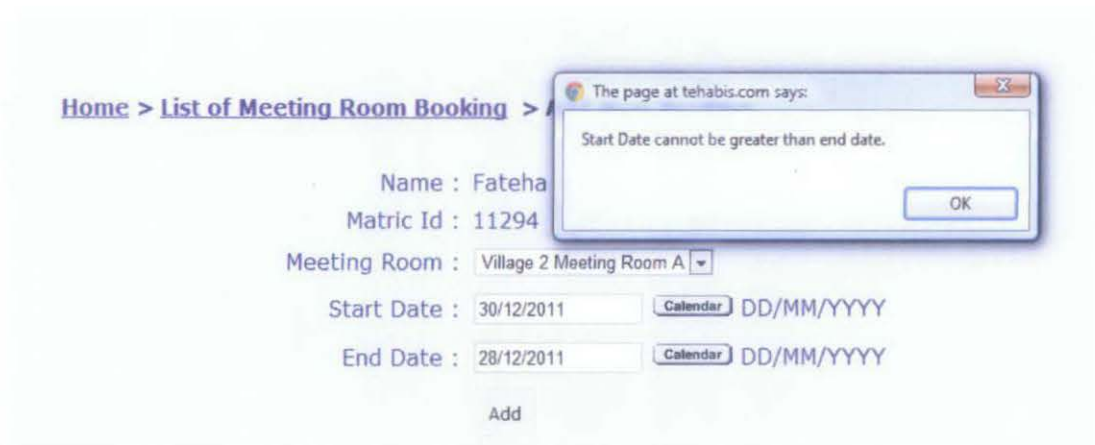 The page at tehabis.com says:
Home > List of Meeting Room Booking >
Start Date cannot be greater than end date.
OK
Name : Fateha
Matric Id : 11294
Meeting Room : Village 2 Meeting Room A
Start Date : 30/12/2011 Calendar DD/MM/YYYY
End Date : 28/12/2011 Calendar DD/MM/YYYY
Add